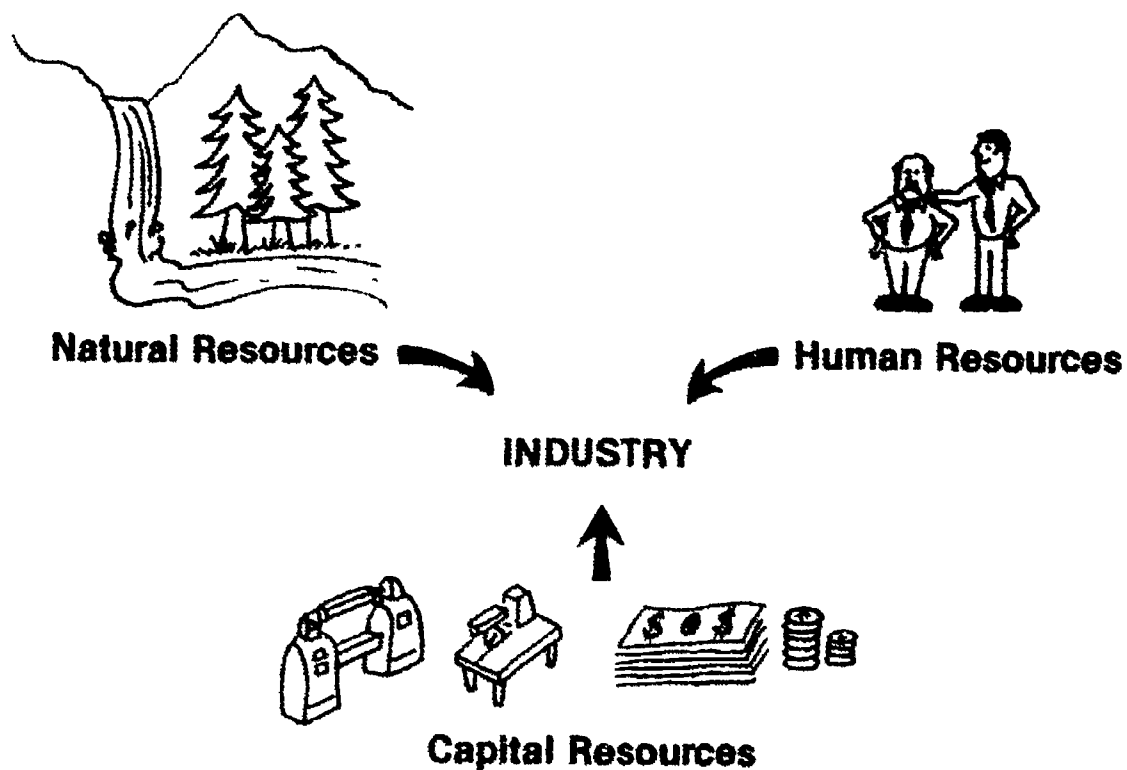 Natural Resources
Human Resources
INDUSTRY
$ $
Capital Resources